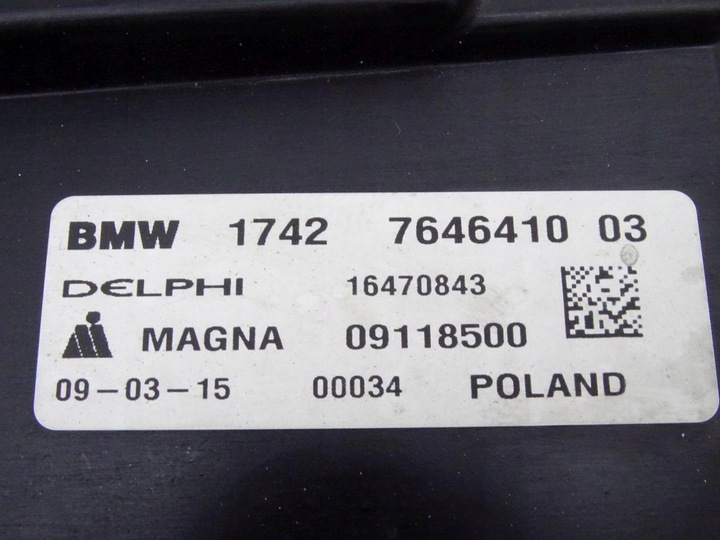 BMW 1742 7646410 03
DELPHI 16470843
MAGNA 09118500
09-03-15 00034 POLAND